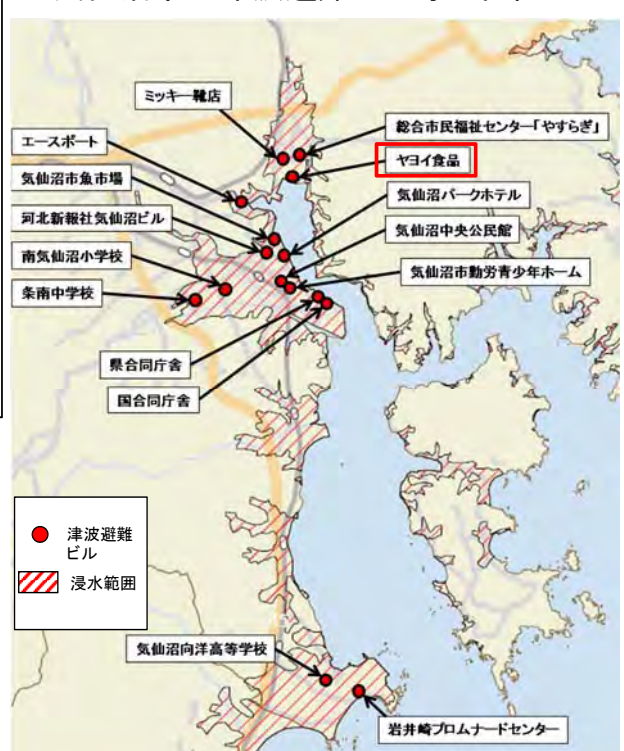 ミッキー靴店
総合市民福祉センター「やすらぎ」
エースポート
ヤヨイ食品
気仙沼市魚市場
気仙沼パークホテル
河北新報社気仙沼ビル
気仙沼中央公民館
南気仙沼小学校
気仙沼市勤労青少年ホーム
条南中学校
県合同庁舎
国合同庁舎
津波避難
ビル
浸水範囲
気仙沼向洋高等学校
岩井崎プロムナードセンター